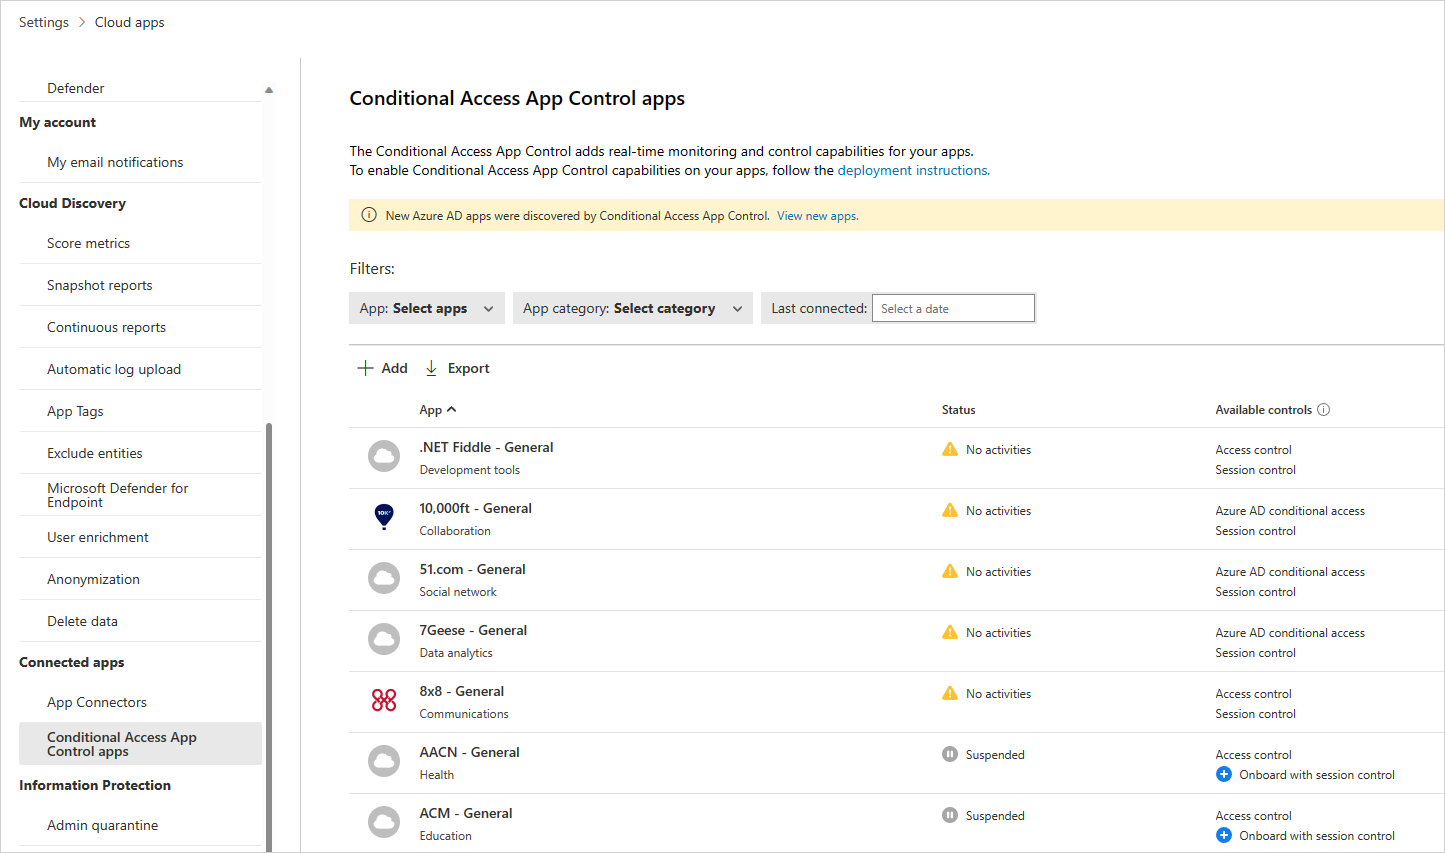 Settings > Cloud apps
Defender
My account
My email notifications
Cloud Discovery
Score metrics
Snapshot reports
Continuous reports
Automatic log upload
App Tags
Exclude entities
Microsoft Defender for
Endpoint
User enrichment
Anonymization
Delete data
Connected apps
App Connectors
Conditional Access App
Control apps
Information Protection
Admin quarantine
Conditional Access App Control apps
The Conditional Access App Control adds real-time monitoring and control capabilities for your apps.
To enable Conditional Access App Control capabilities on your apps, follow the deployment instructions.
New Azure AD apps were discovered by Conditional Access App Control. View new apps.
Filters:
App: Select apps App category: Select category Last connected: Select a date
Add Export
App Status Available controls
.NET Fiddle - General No activities Access control
Development tools Session control
10K
10,000ft - General No activities Azure AD conditional access
Collaboration Session control
51.com - General No activities Azure AD conditional access
Social network Session control
7Geese - General No activities Azure AD conditional access
Data analytics Session control
8x8 - General No activities Access control
Communications Session control
AACN - General Suspended Access control
Health Onboard with session control
ACM - General Suspended Access control
Education Onboard with session control